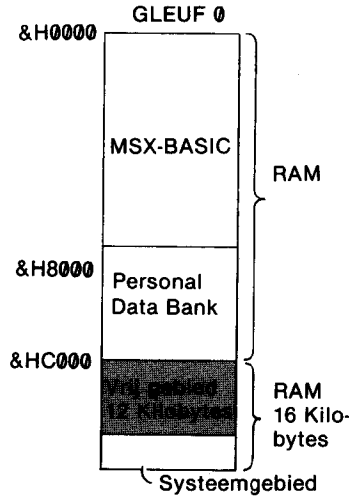 GLEUF 0
&H0000
MSX-BASIC
RAM
&H8000
Personal
Data Bank
&HC000
Vrij gebied
12 Kilobytes
RAM
16 Kilo-
bytes
Systeemgebied